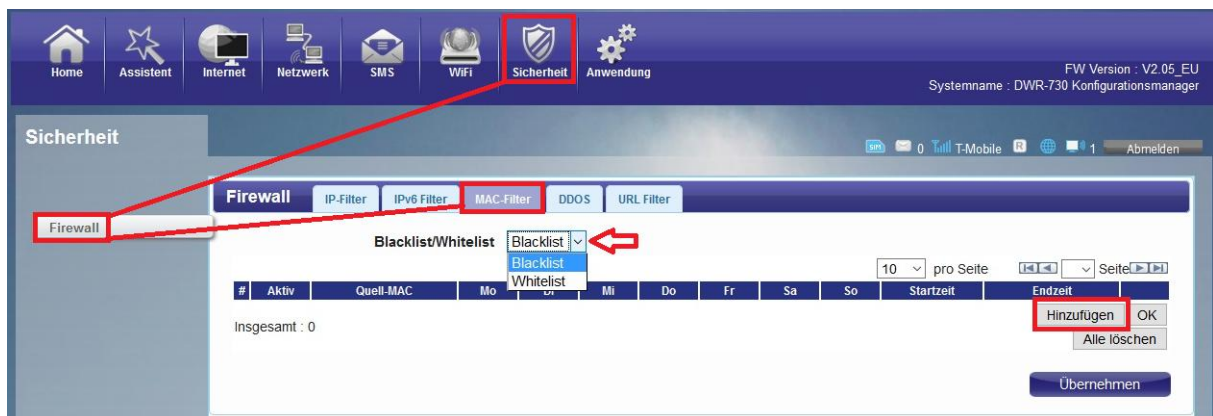 Home Assistent Internet Netzwerk SMS WiFi Sicherheit Anwendung
FW Version : V2.05_EU
Systemname : DWR-730 Konfigurationsmanager
Sicherheit
SIM 0 T-Mobile R 1 Abmelden
Firewall IP-Filter IPv6 Filter MAC-Filter DDOS URL Filter
Firewall
Blacklist/Whitelist Blacklist
Blacklist
Whitelist
10 pro Seite Seite
# Aktiv Quell-MAC Mo Di Mi Do Fr Sa So Startzeit Endzeit
Insgesamt : 0
Hinzufügen OK
Alle löschen
Übernehmen